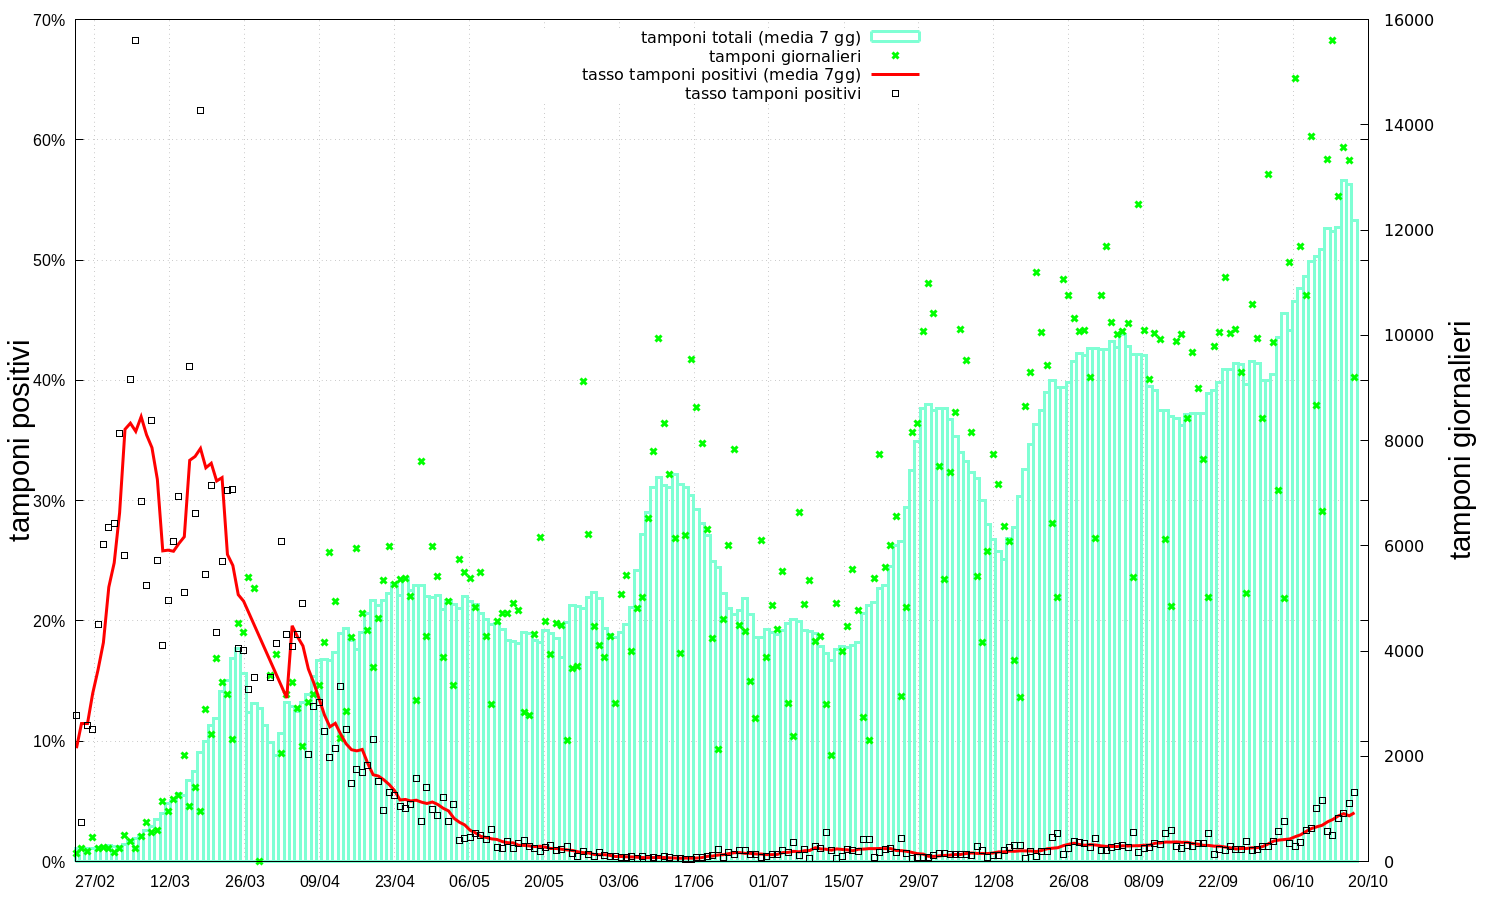 tamponi totali (media 7 gg)
tamponi giornalieri
tasso tamponi positivi (media 7gg)
tasso tamponi positivi
tamponi positivi
70%
60%
50%
40%
30%
20%
10%
0%
tamponi giornalieri
16000
14000
12000
10000
8000
6000
4000
2000
0
27/02 12/03 26/03 09/04 23/04 06/05 20/05 03/06 17/06 01/07 15/07 29/07 12/08 26/08 08/09 22/09 06/10 20/10